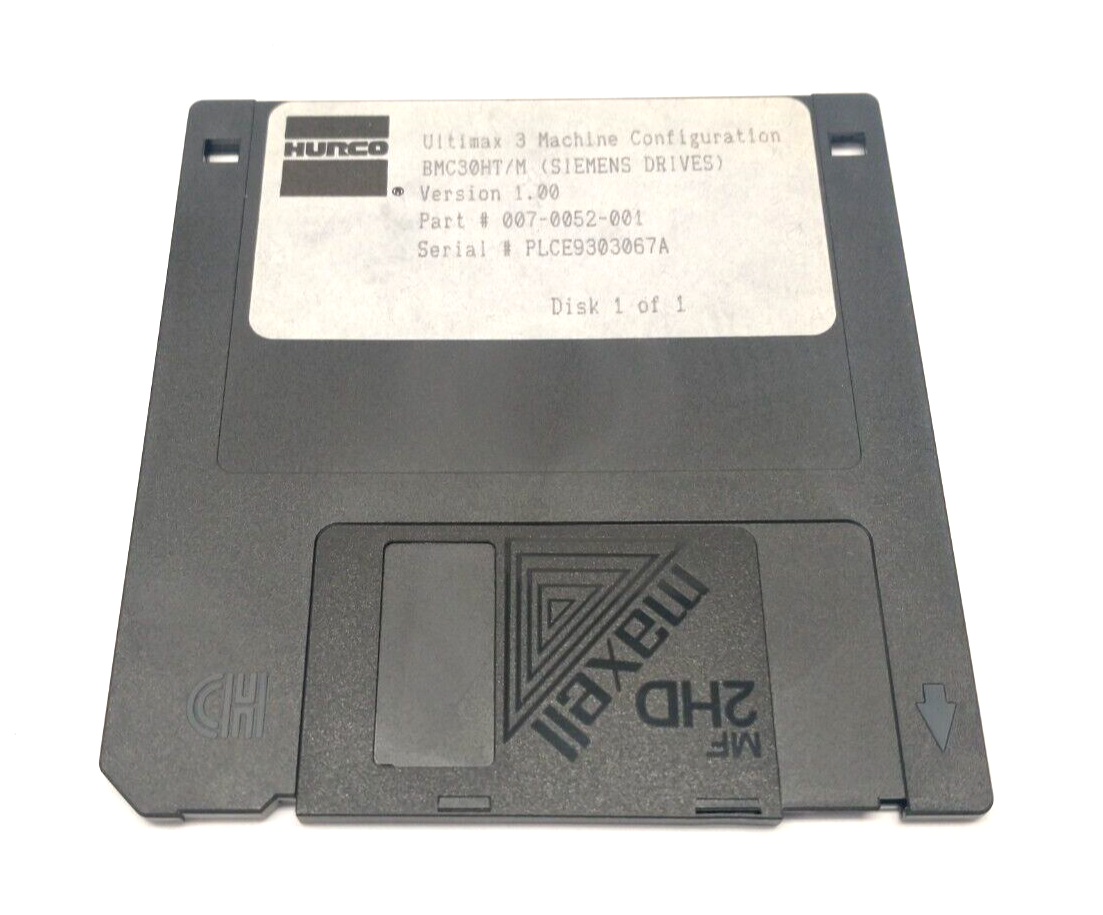 HURCO
®
Ultimax 3 Machine Configuration
BMC30HT/M (SIEMENS DRIVES)
Version 1.00
Part # 007-0052-001
Serial # PLCE9303067A
Disk 1 of 1
maxell
MF
2HD
HD